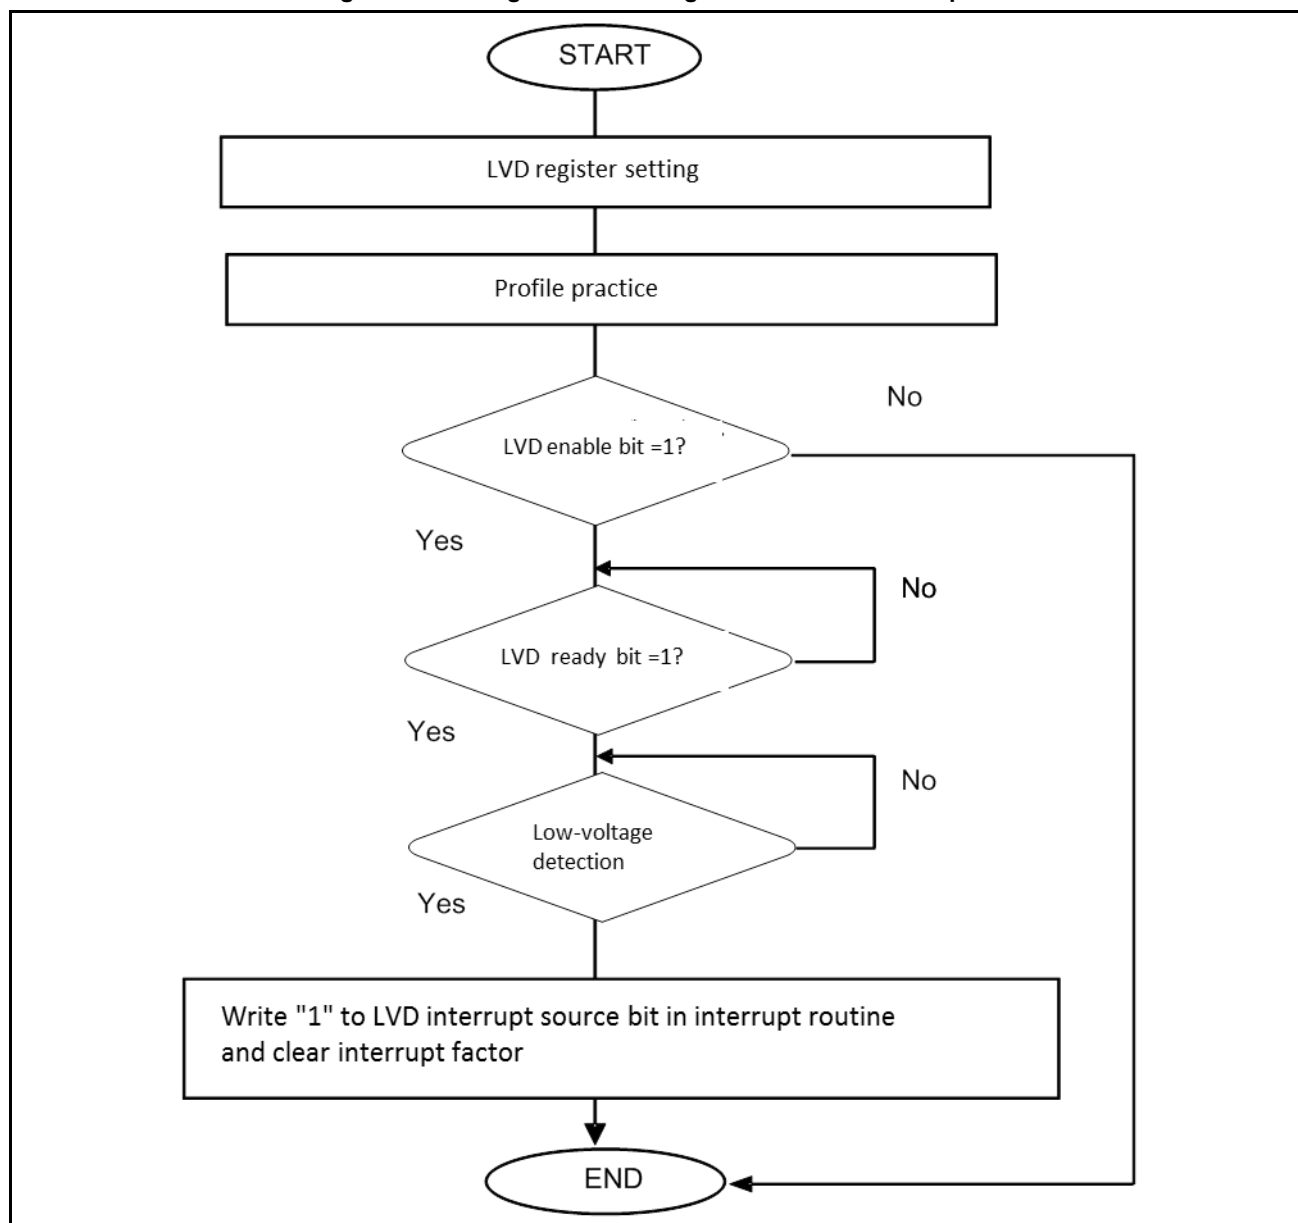 START
LVD register setting
Profile practice
No
LVD enable bit =1?
Yes
No
LVD ready bit =1?
Yes
No
Low-voltage
detection
Yes
Write "1" to LVD interrupt source bit in interrupt routine
and clear interrupt factor
END